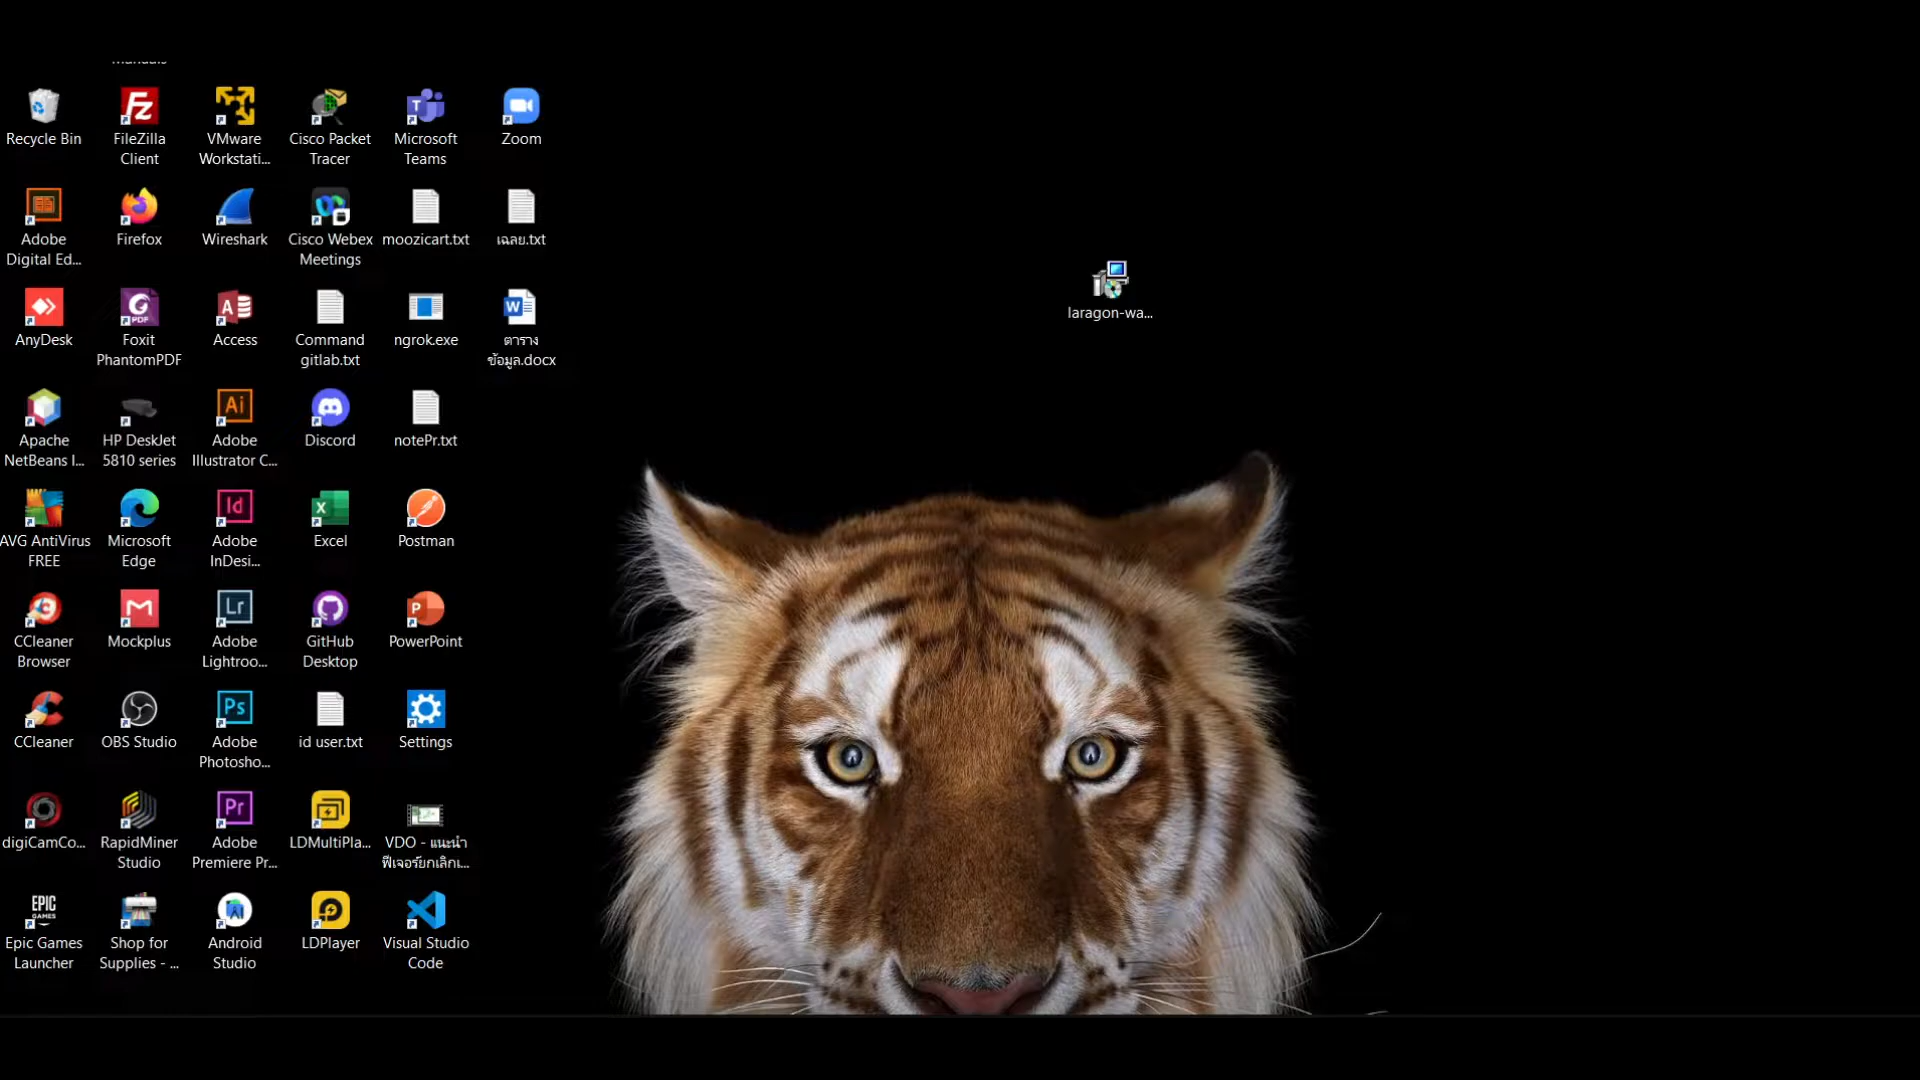 Recycle Bin
FileZilla
Client
VMware
Workstati...
Cisco Packet
Tracer
Microsoft
Teams
Zoom
Adobe
Digital Ed...
Firefox
Wireshark
Cisco Webex
Meetings
moozicart.txt
เฉลย.txt
laragon-wa...
AnyDesk
Foxit
PhantomPDF
Access
Command
gitlab.txt
ngrok.exe
ตาราง
ข้อมูล.docx
Apache
NetBeans I...
HP DeskJet
5810 series
Adobe
Illustrator C...
Discord
notePr.txt
AVG AntiVirus
FREE
Microsoft
Edge
Adobe
InDesi...
Excel
Postman
CCleaner
Browser
Mockplus
Adobe
Lightroo...
GitHub
Desktop
PowerPoint
CCleaner
OBS Studio
Adobe
Photosho...
id user.txt
Settings
digiCamCo...
RapidMiner
Studio
Adobe
Premiere Pr...
LDMultiPla...
VDO - แนะนำ
ฟีเจอร์ยกเลิกเ...
Epic Games
Launcher
Shop for
Supplies - ...
Android
Studio
LDPlayer
Visual Studio
Code